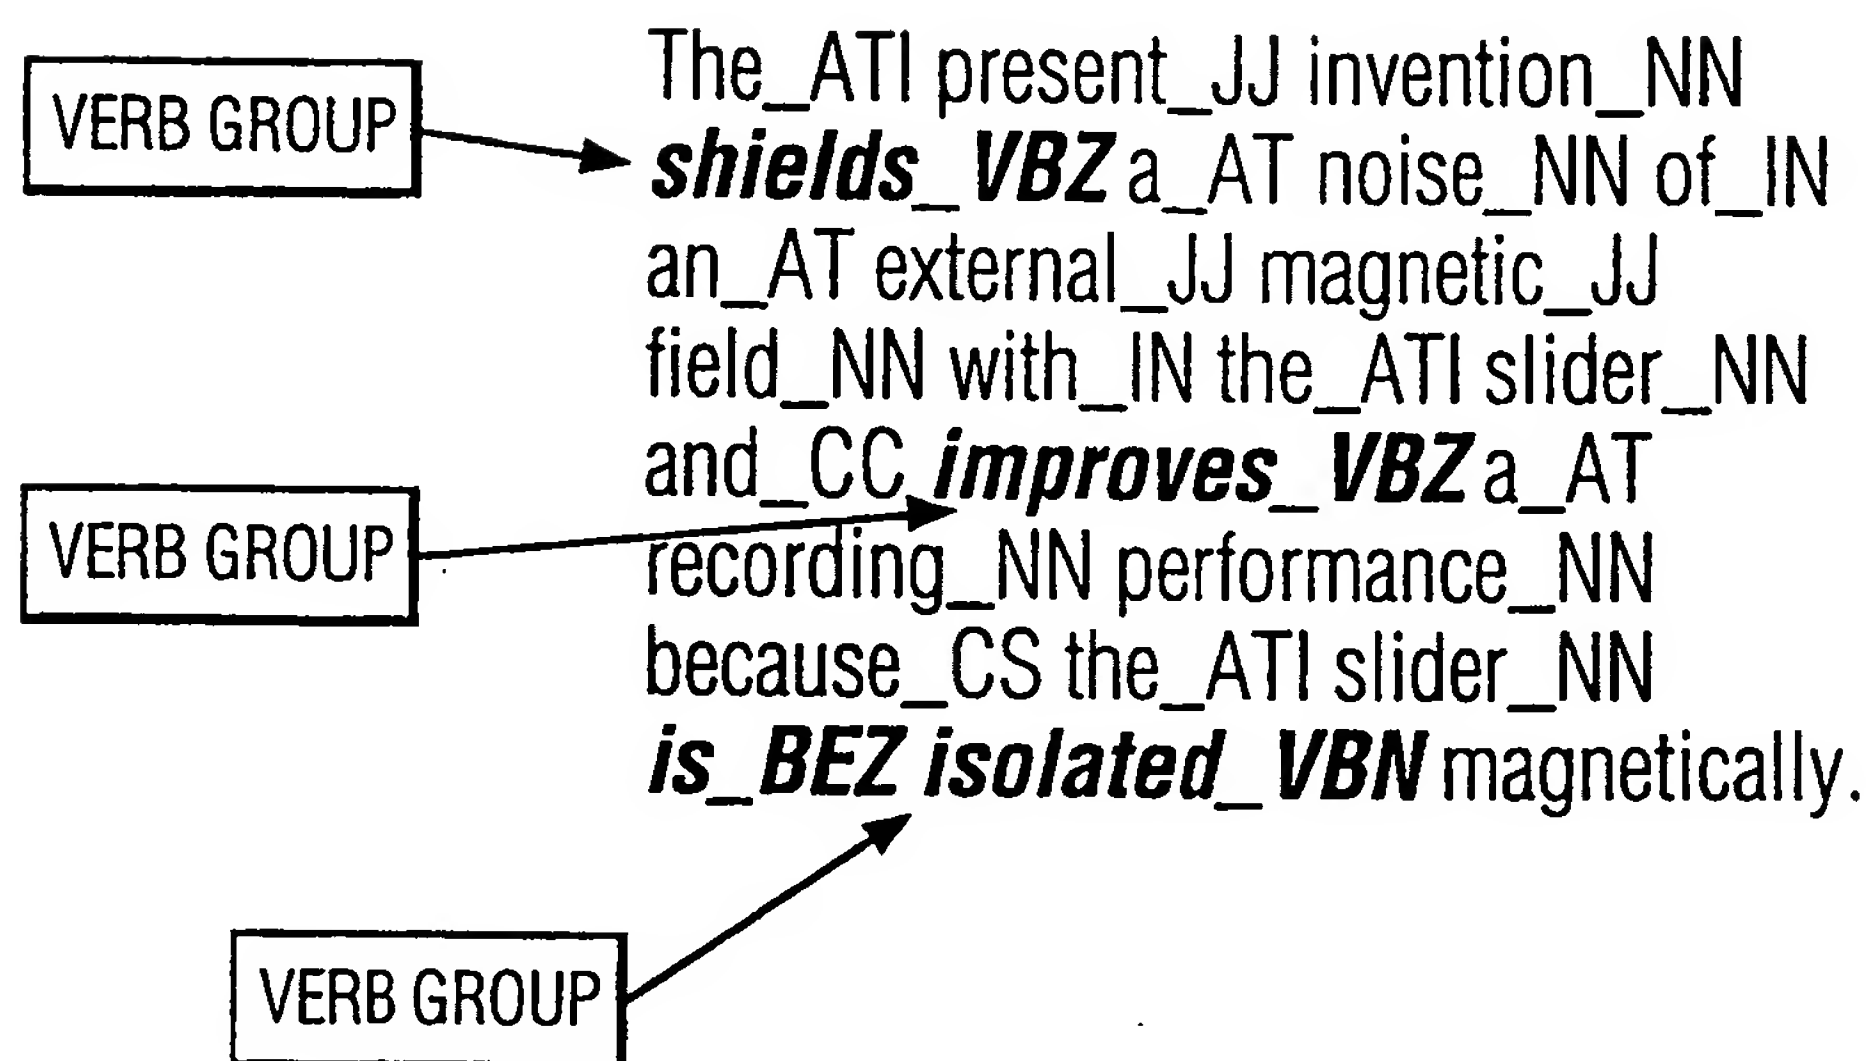 VERB GROUP
The_ATI present_JJ invention_NN
shields_VBZ a_AT noise_NN of_IN
an_AT external_JJ magnetic_JJ
field_NN with_IN the_ATI slider_NN
and_CC improves_VBZ a_AT
VERB GROUP
recording_NN performance_NN
because_CS the_ATI slider_NN
is_BEZ isolated_VBN magnetically.
VERB GROUP